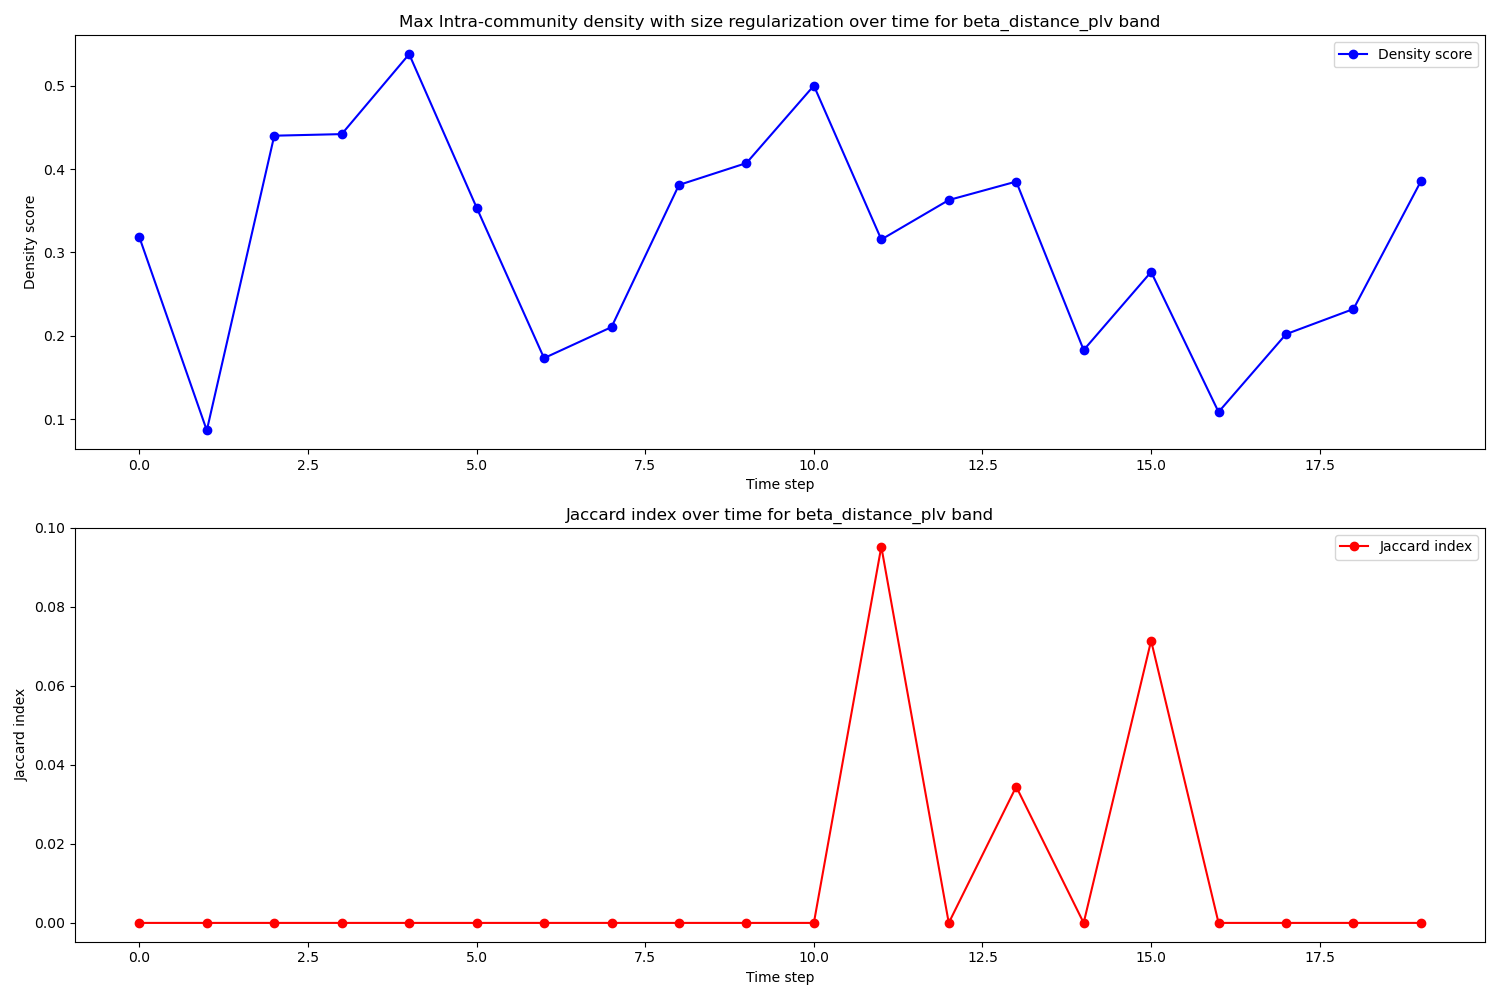 Max Intra-community density with size regularization over time for beta_distance_plv band
Density score
Density score
0.5
0.4
0.3
0.2
0.1
0.0 2.5 5.0 7.5 10.0 12.5 15.0 17.5
Time step
Jaccard index over time for beta_distance_plv band
Jaccard index
Jaccard index
0.10
0.08
0.06
0.04
0.02
0.00
0.0 2.5 5.0 7.5 10.0 12.5 15.0 17.5
Time step